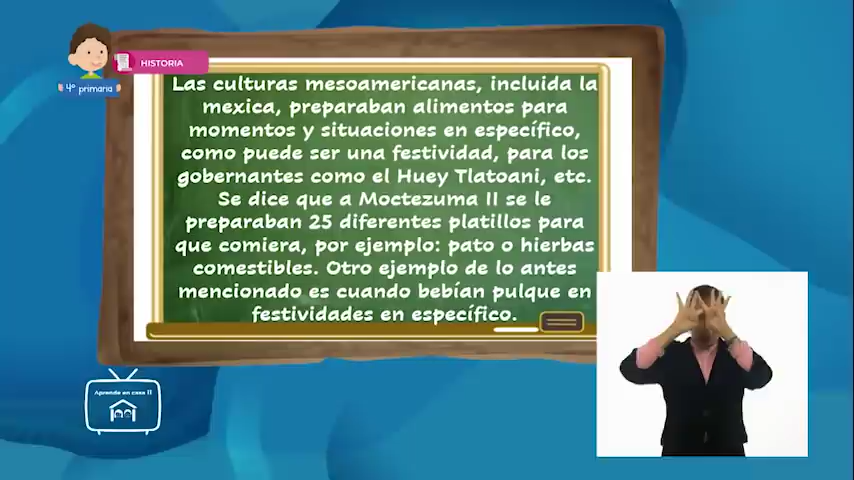 HISTORIA
4º primaria
Las culturas mesoamericanas, incluida la
mexica, preparaban alimentos para
momentos y situaciones en específico,
como puede ser una festividad, para los
gobernantes como el Huey Tlatoani, etc.
Se dice que a Moctezuma II se le
preparaban 25 diferentes platillos para
que comiera, por ejemplo: pato o hierbas
comestibles. Otro ejemplo de lo antes
mencionado es cuando bebían pulque en
festividades en específico.
Aprende en casa II